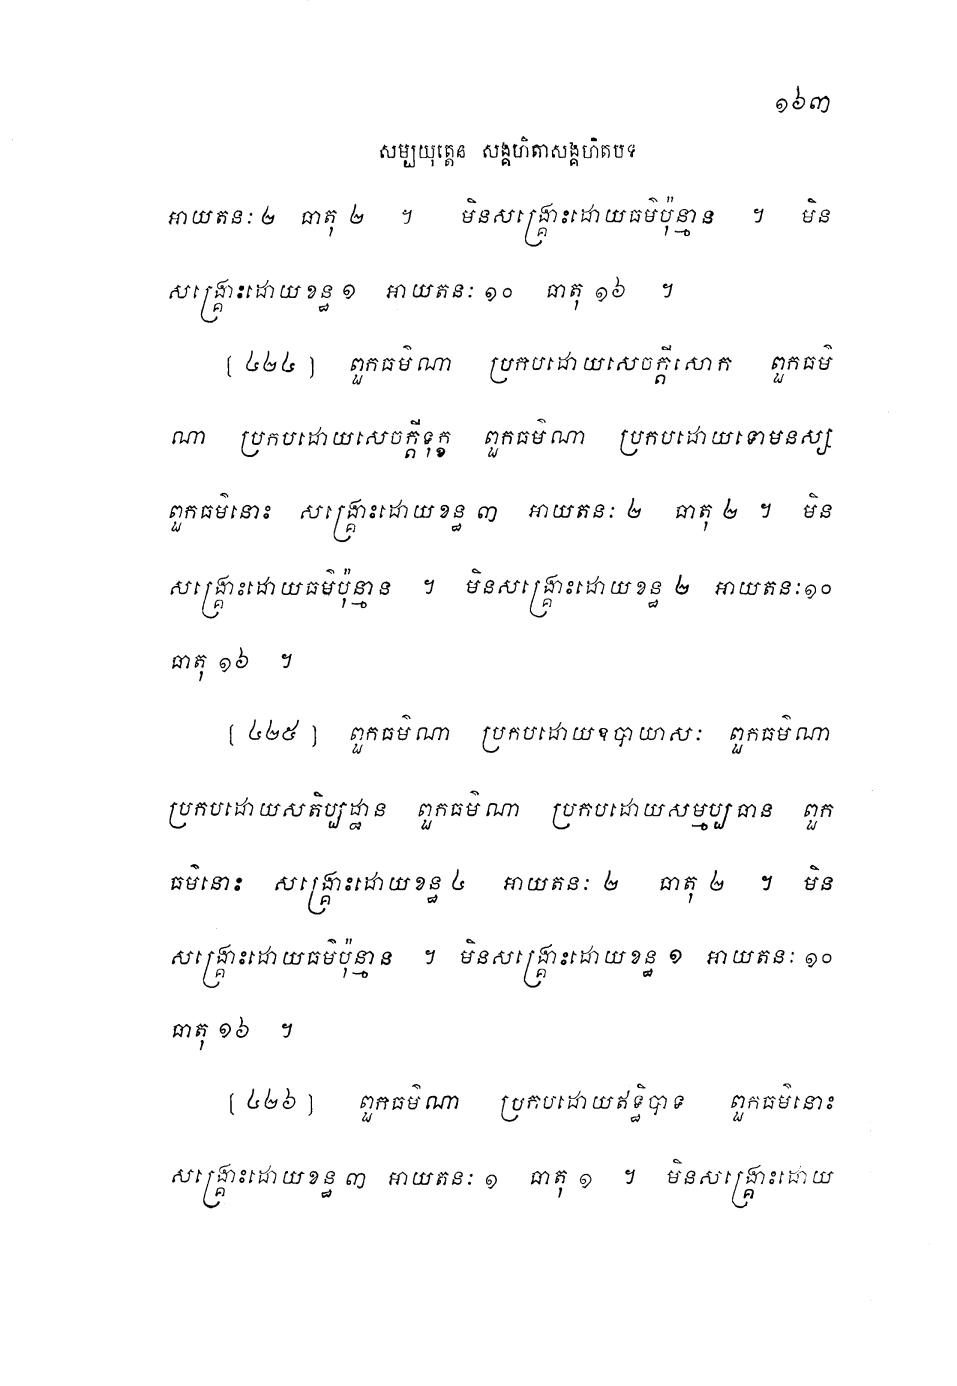 ១៦៣
សម្បយុត្តេន សង្គហិតាសង្គហិតបទ
អាយតនៈ ២ ធាតុ ២ ។ មិនសង្គ្រោះដោយធម៌ប៉ុន្មាន ។ មិន
សង្គ្រោះដោយខន្ធ ១ អាយតនៈ ១០ ធាតុ ១៦ ។
[ ៤២៤ ] ពួកធម៌ណា ប្រកបដោយសេចក្តីសោក ពួកធម៌
ណា ប្រកបដោយសេចក្តីទុក្ខ ពួកធម៌ណា ប្រកបដោយទោមនស្ស
ពួកធម៌នោះ សង្គ្រោះដោយខន្ធ ៣ អាយតនៈ ២ ធាតុ ២ ។ មិន
សង្គ្រោះដោយធម៌ប៉ុន្មាន ។ មិនសង្គ្រោះដោយខន្ធ ២ អាយតនៈ ១០
ធាតុ ១៦ ។
[ ៤២៥ ] ពួកធម៌ណា ប្រកបដោយឧបាយាសៈ ពួកធម៌ណា
ប្រកបដោយសតិប្បដ្ឋាន ពួកធម៌ណា ប្រកបដោយសម្មប្បធាន ពួក
ធម៌នោះ សង្គ្រោះដោយខន្ធ ៤ អាយតនៈ ២ ធាតុ ២ ។ មិន
សង្គ្រោះដោយធម៌ប៉ុន្មាន ។ មិនសង្គ្រោះដោយខន្ធ ១ អាយតនៈ ១០
ធាតុ ១៦ ។
[ ៤២៦ ] ពួកធម៌ណា ប្រកបដោយឥទ្ធិបាទ ពួកធម៌នោះ
សង្គ្រោះដោយខន្ធ ៣ អាយតនៈ ១ ធាតុ ១ ។ មិនសង្គ្រោះដោយ